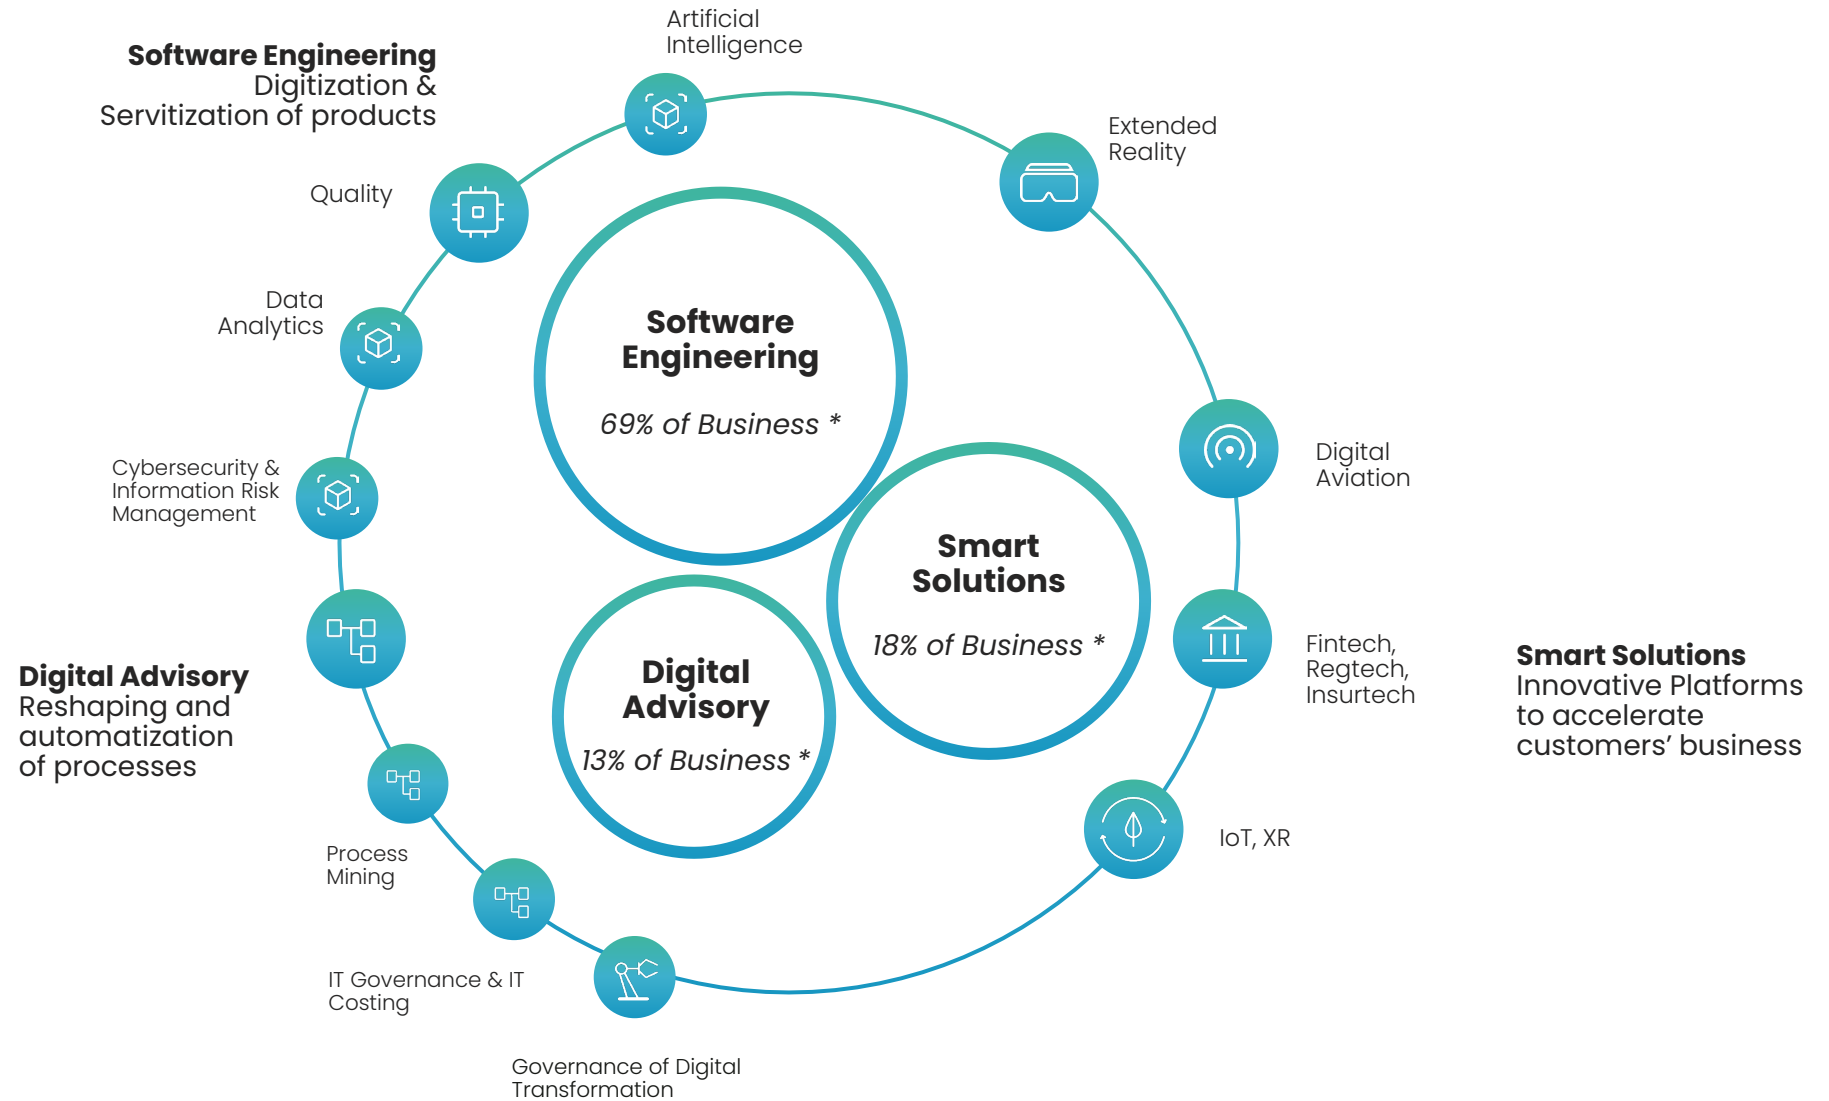 Artificial
Intelligence
Software Engineering
Digitization &
Servitization of products
Extended
Reality
Quality
Data
Analytics
Software
Engineering
69% of Business *
Cybersecurity &
Information Risk
Management
Digital
Aviation
Smart
Solutions
18% of Business *
Fintech,
Regtech,
Insurtech
Smart Solutions
Innovative Platforms
to accelerate
customers’ business
Digital Advisory
Reshaping and
automatization
of processes
Digital
Advisory
13% of Business *
IoT, XR
Process
Mining
IT Governance & IT
Costing
Governance of Digital
Transformation